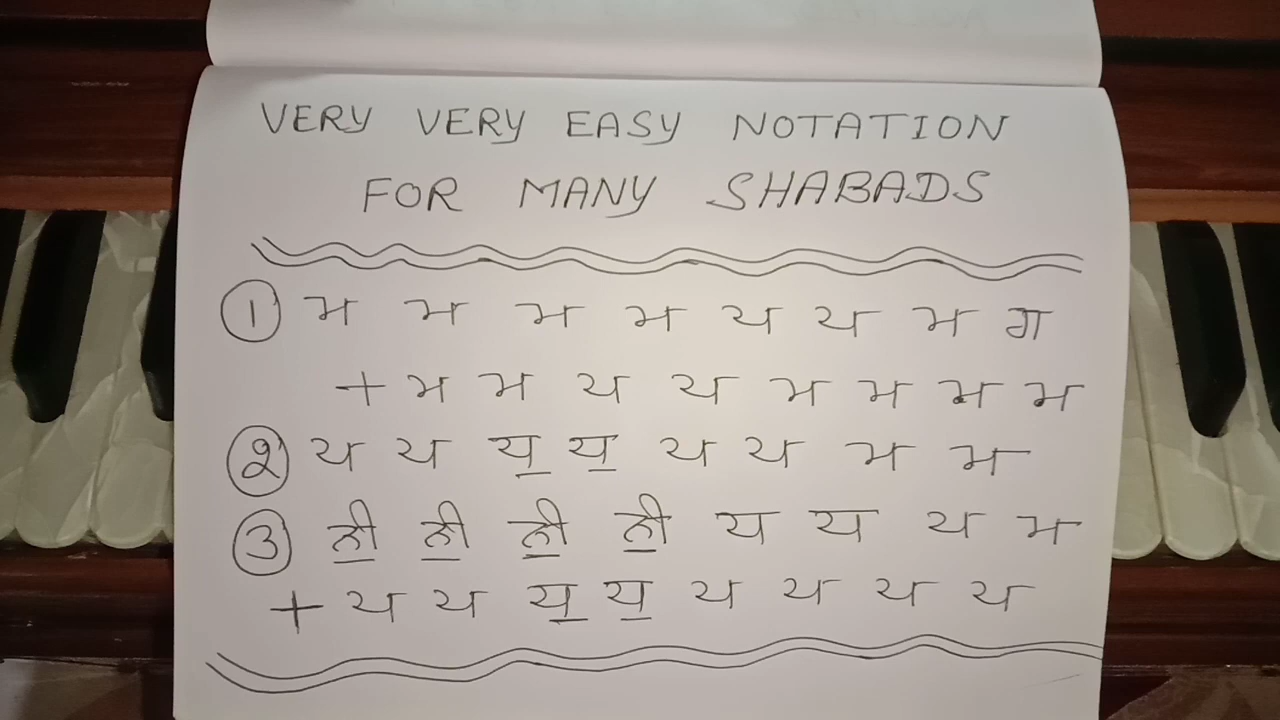 VERY VERY EASY NOTATION
FOR MANY SHABADS
1 ਮ ਮ ਮ ਮ ਪ ਪ ਮ ਗ
+ ਮ ਮ ਪ ਪ ਮ ਮ ਮ ਮ
2 ਪ ਪ ਧ ਧ ਪ ਪ ਮ ਮ
3 ਨੀ ਨੀ ਨੀ ਨੀ ਧ ਧ ਪ ਮ
+ ਪ ਪ ਧ ਧ ਪ ਪ ਪ ਪ